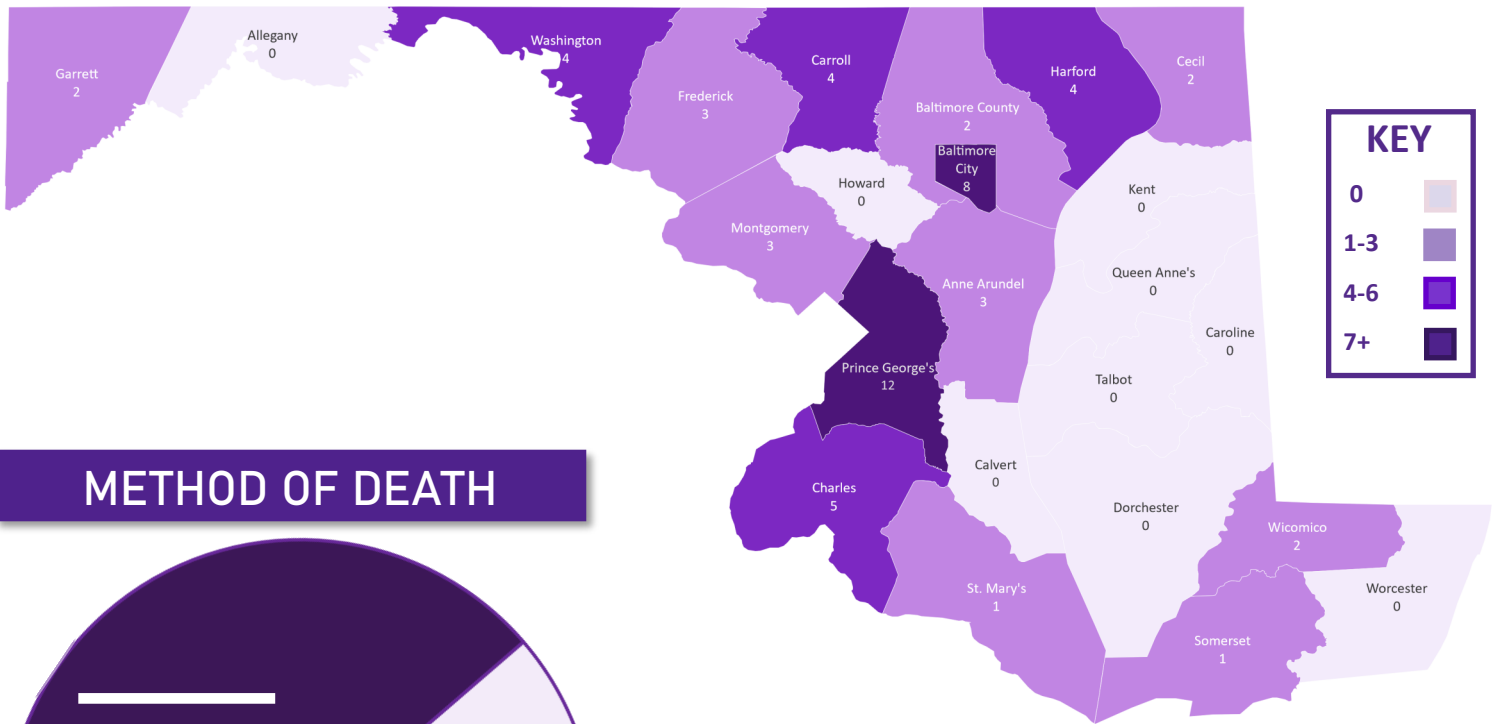 Garrett
2
Allegany
0
Washington
4
Frederick
3
Carroll
4
Baltimore County
2
Baltimore
City
8
Harford
4
Cecil
2
Howard
0
Montgomery
3
Anne Arundel
3
Prince George's
12
Kent
0
Queen Anne's
0
Caroline
0
Talbot
0
Calvert
0
Charles
5
Dorchester
0
St. Mary's
1
Wicomico
2
Worcester
0
Somerset
1
KEY
0
1-3
4-6
7+
METHOD OF DEATH